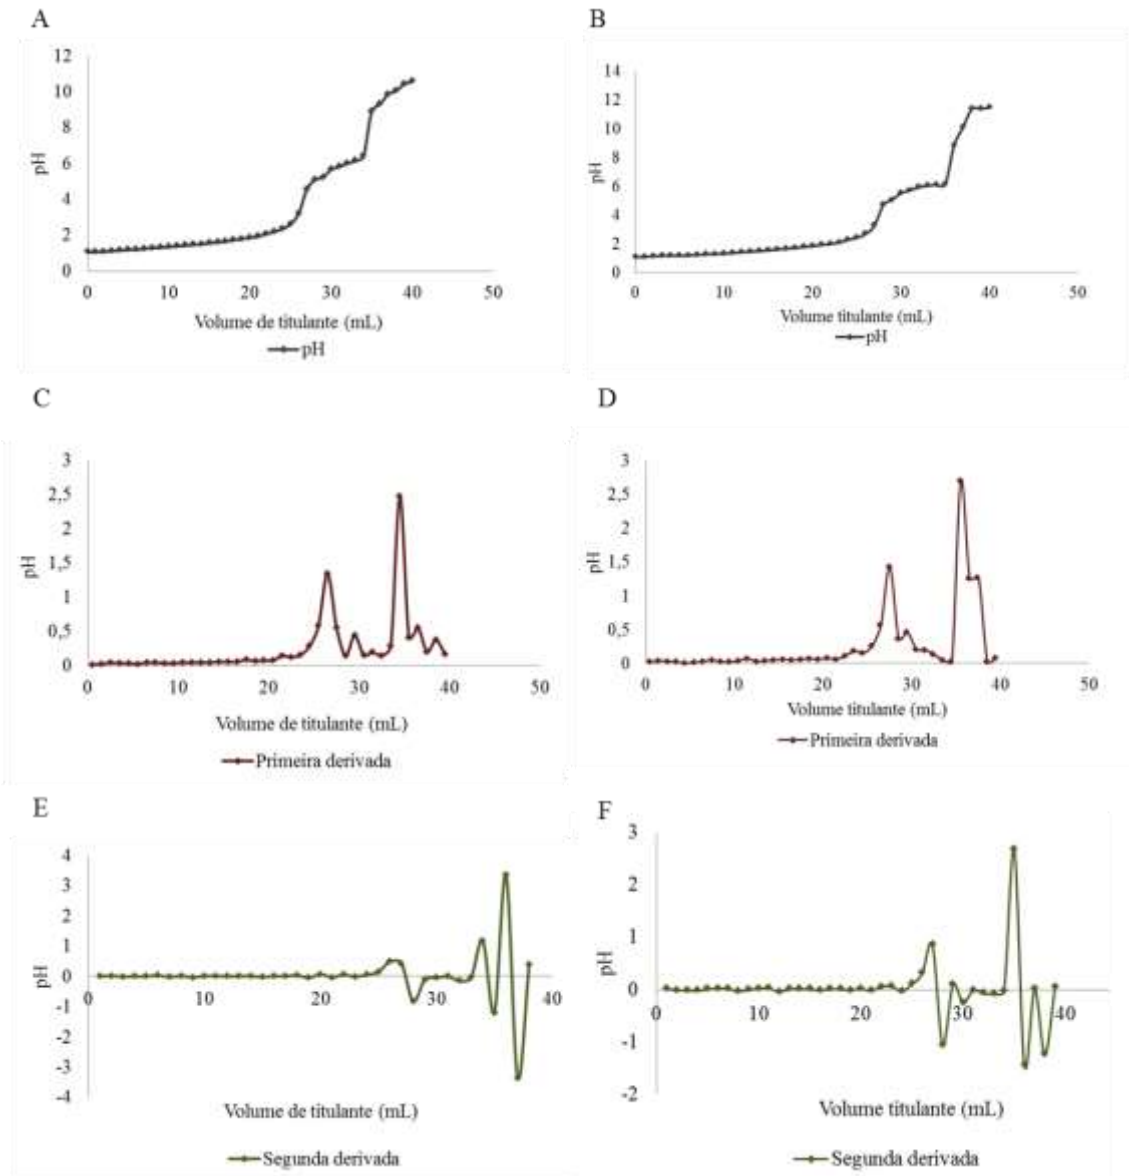 A
12
10
8
6
4
2
0
pH
0 10 20 30 40 50
Volume de titulante (mL)
pH
B
14
12
10
8
6
4
2
0
pH
0 10 20 30 40 50
Volume titulante (mL)
pH
C
3
2,5
2
1,5
1
0,5
0
pH
0 10 20 30 40 50
Volume de titulante (mL)
Primeira derivada
D
3
2,5
2
1,5
1
0,5
0
pH
0 10 20 30 40 50
Volume titulante (mL)
Primeira derivada
E
4
3
2
1
0
-1
-2
-3
-4
pH
0 10 20 30 40
Volume de titulante (mL)
Segunda derivada
F
3
2
1
0
-1
-2
pH
0 10 20 30 40
Volume titulante (mL)
Segunda derivada